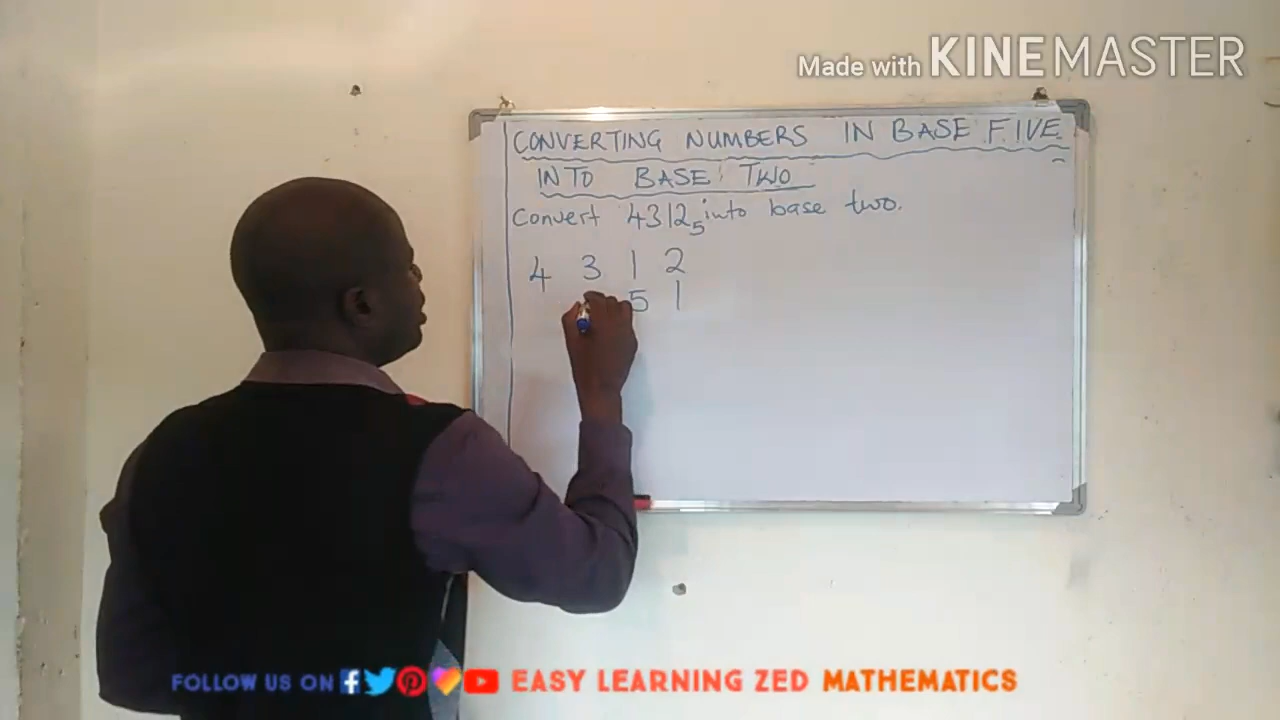 Made with KINEMASTER
CONVERTING NUMBERS IN BASE FIVE
INTO BASE TWO
Convert 4312₅ into base two.
4 3 1 2
5 1
FOLLOW US ON EASY LEARNING ZED MATHEMATICS